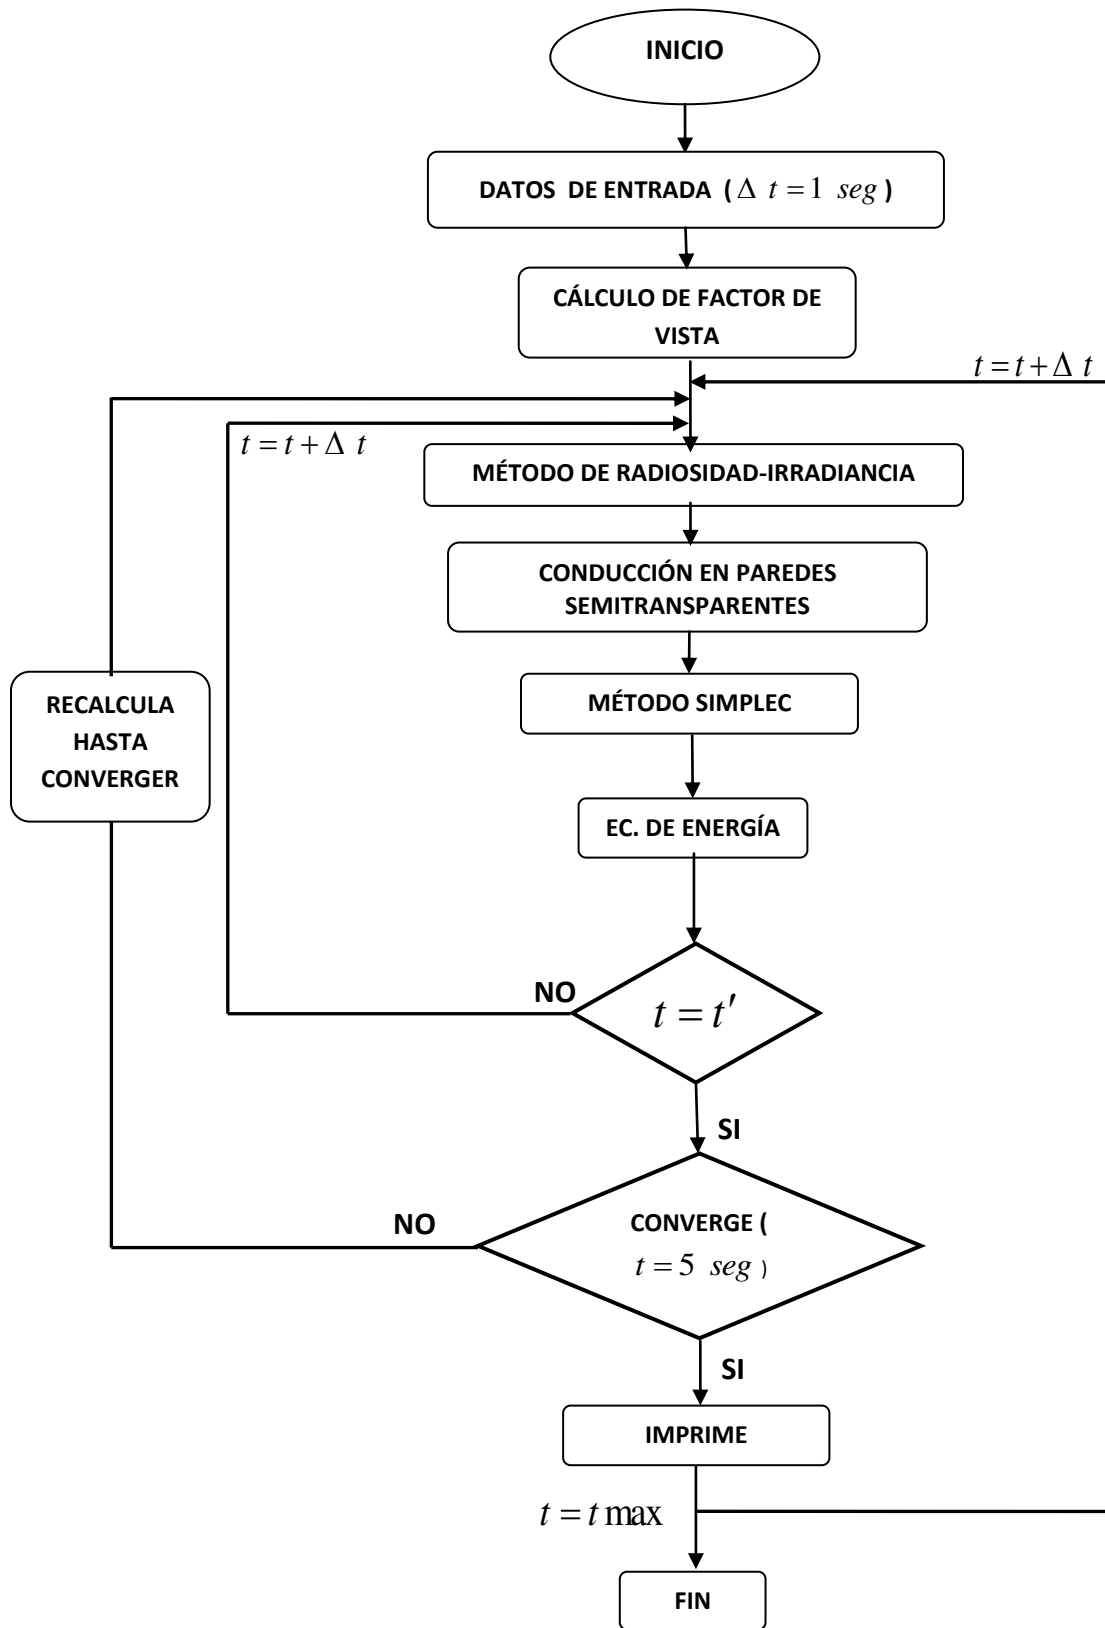 INICIO
DATOS DE ENTRADA ( Δ t = 1 seg )
CÁLCULO DE FACTOR DE
VISTA
t = t + Δ t
t = t + Δ t
MÉTODO DE RADIOSIDAD-IRRADIANCIA
CONDUCCIÓN EN PAREDES
SEMITRANSPARENTES
MÉTODO SIMPLEC
RECALCULA
HASTA
CONVERGER
EC. DE ENERGÍA
NO
t = t′
SI
NO
CONVERGE (
t = 5 seg )
SI
IMPRIME
t = t max
FIN